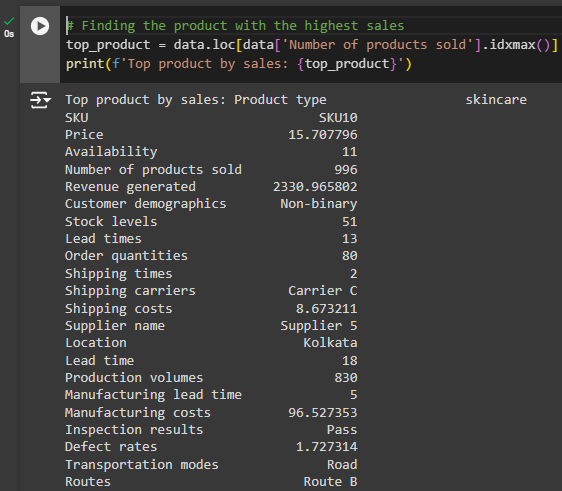 0s
# Finding the product with the highest sales
top_product = data.loc[data['Number of products sold'].idxmax()]
print(f'Top product by sales: {top_product}')
Top product by sales: Product type skincare
SKU SKU10
Price 15.707796
Availability 11
Number of products sold 996
Revenue generated 2330.965802
Customer demographics Non-binary
Stock levels 51
Lead times 13
Order quantities 80
Shipping times 2
Shipping carriers Carrier C
Shipping costs 8.673211
Supplier name Supplier 5
Location Kolkata
Lead time 18
Production volumes 830
Manufacturing lead time 5
Manufacturing costs 96.527353
Inspection results Pass
Defect rates 1.727314
Transportation modes Road
Routes Route B